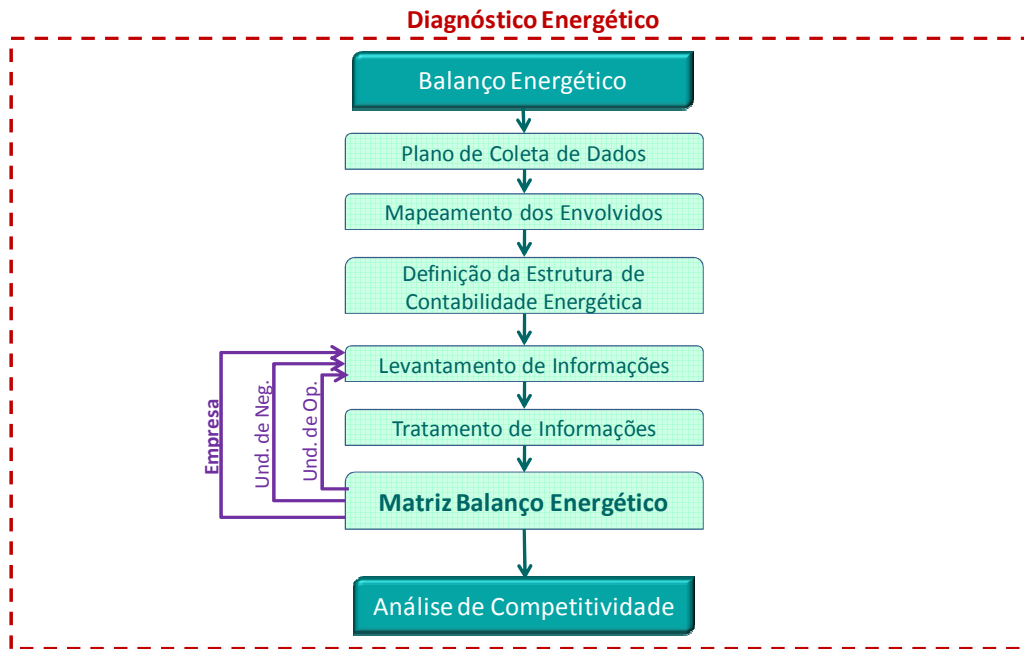 Diagnóstico Energético
Balanço Energético
Plano de Coleta de Dados
Mapeamento dos Envolvidos
Definição da Estrutura de
Contabilidade Energética
Levantamento de Informações
Tratamento de Informações
Matriz Balanço Energético
Análise de Competitividade
Empresa
Und. de Neg.
Und. de Op.